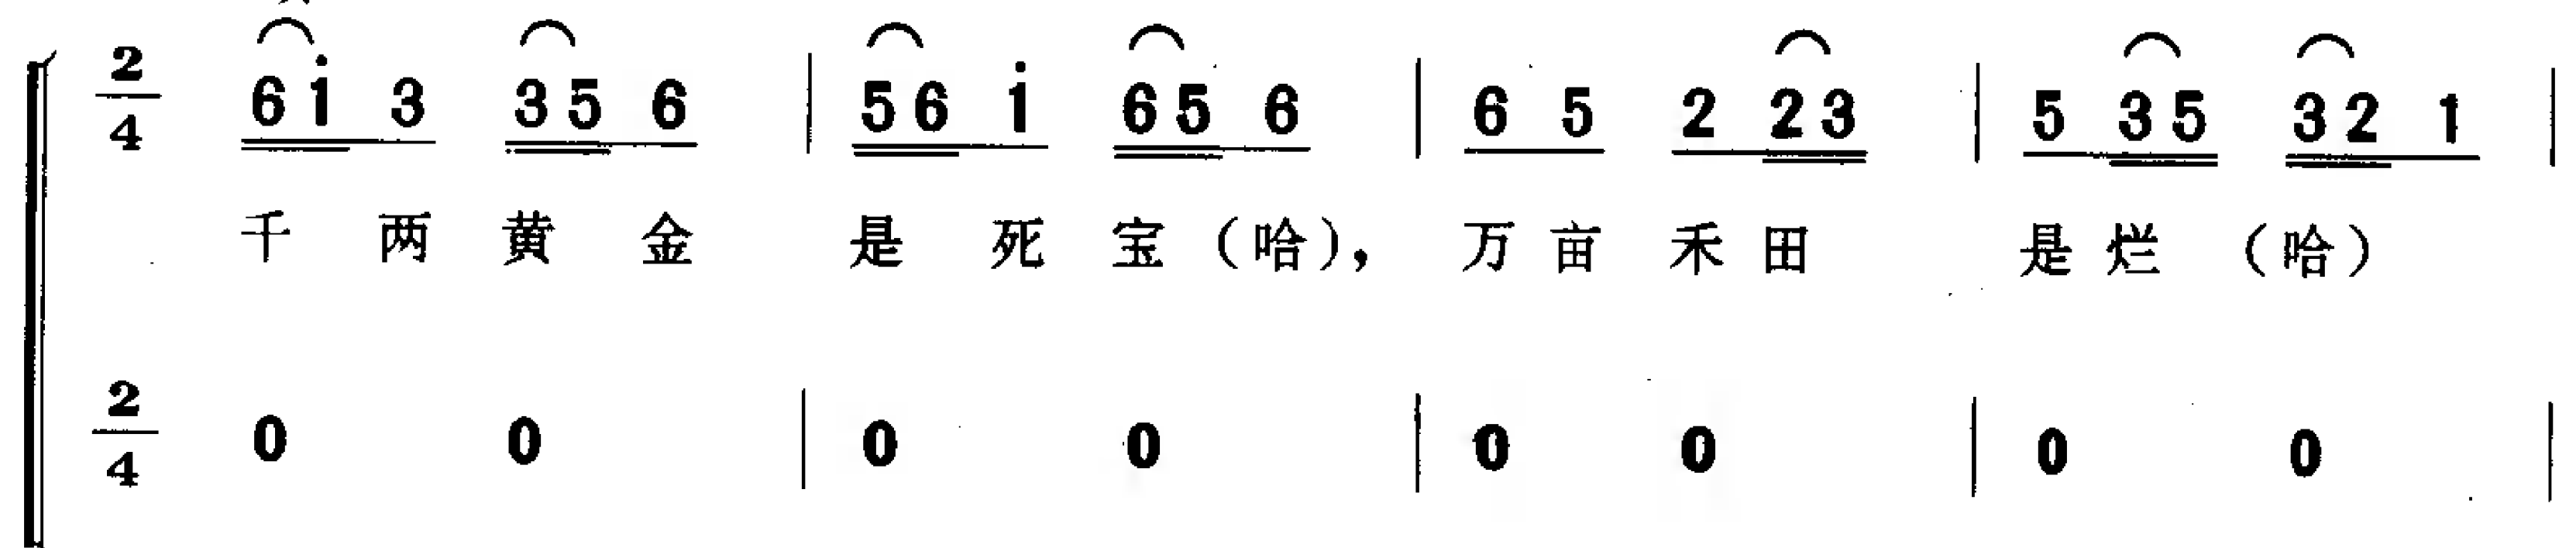 2/4 6 i 3 3 5 6 | 5 6 i 6 5 6 | 6 5 2 2 3 | 5 3 5 3 2 1 |
千 两 黄 金 是 死 宝 (哈), 万 亩 禾 田 是 烂 (哈)
2/4 0 0 | 0 0 | 0 0 | 0 0 |